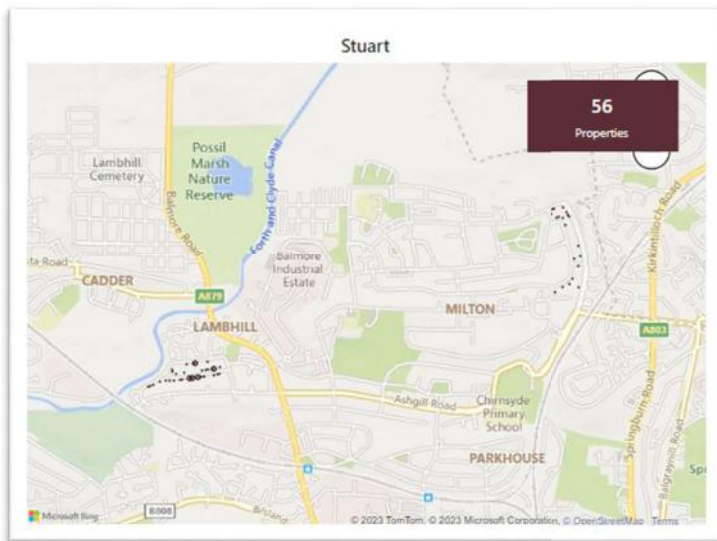 Stuart
56
Properties
Lambhill
Cemetery
Possil
Marsh
Nature
Reserve
Balmore Road
Forth and Clyde Canal
Balmore
Industrial
Estate
Kirkintilloch Road
Road
CADDER
A879
LAMBHILL
MILTON
A803
Ashgill Road
Chirnsyde
Primary
School
Springburn Road
Balgrayhill Road
PARKHOUSE
B808
Microsoft Bing
© 2023 TomTom, © 2023 Microsoft Corporation, © OpenStreetMap Terms